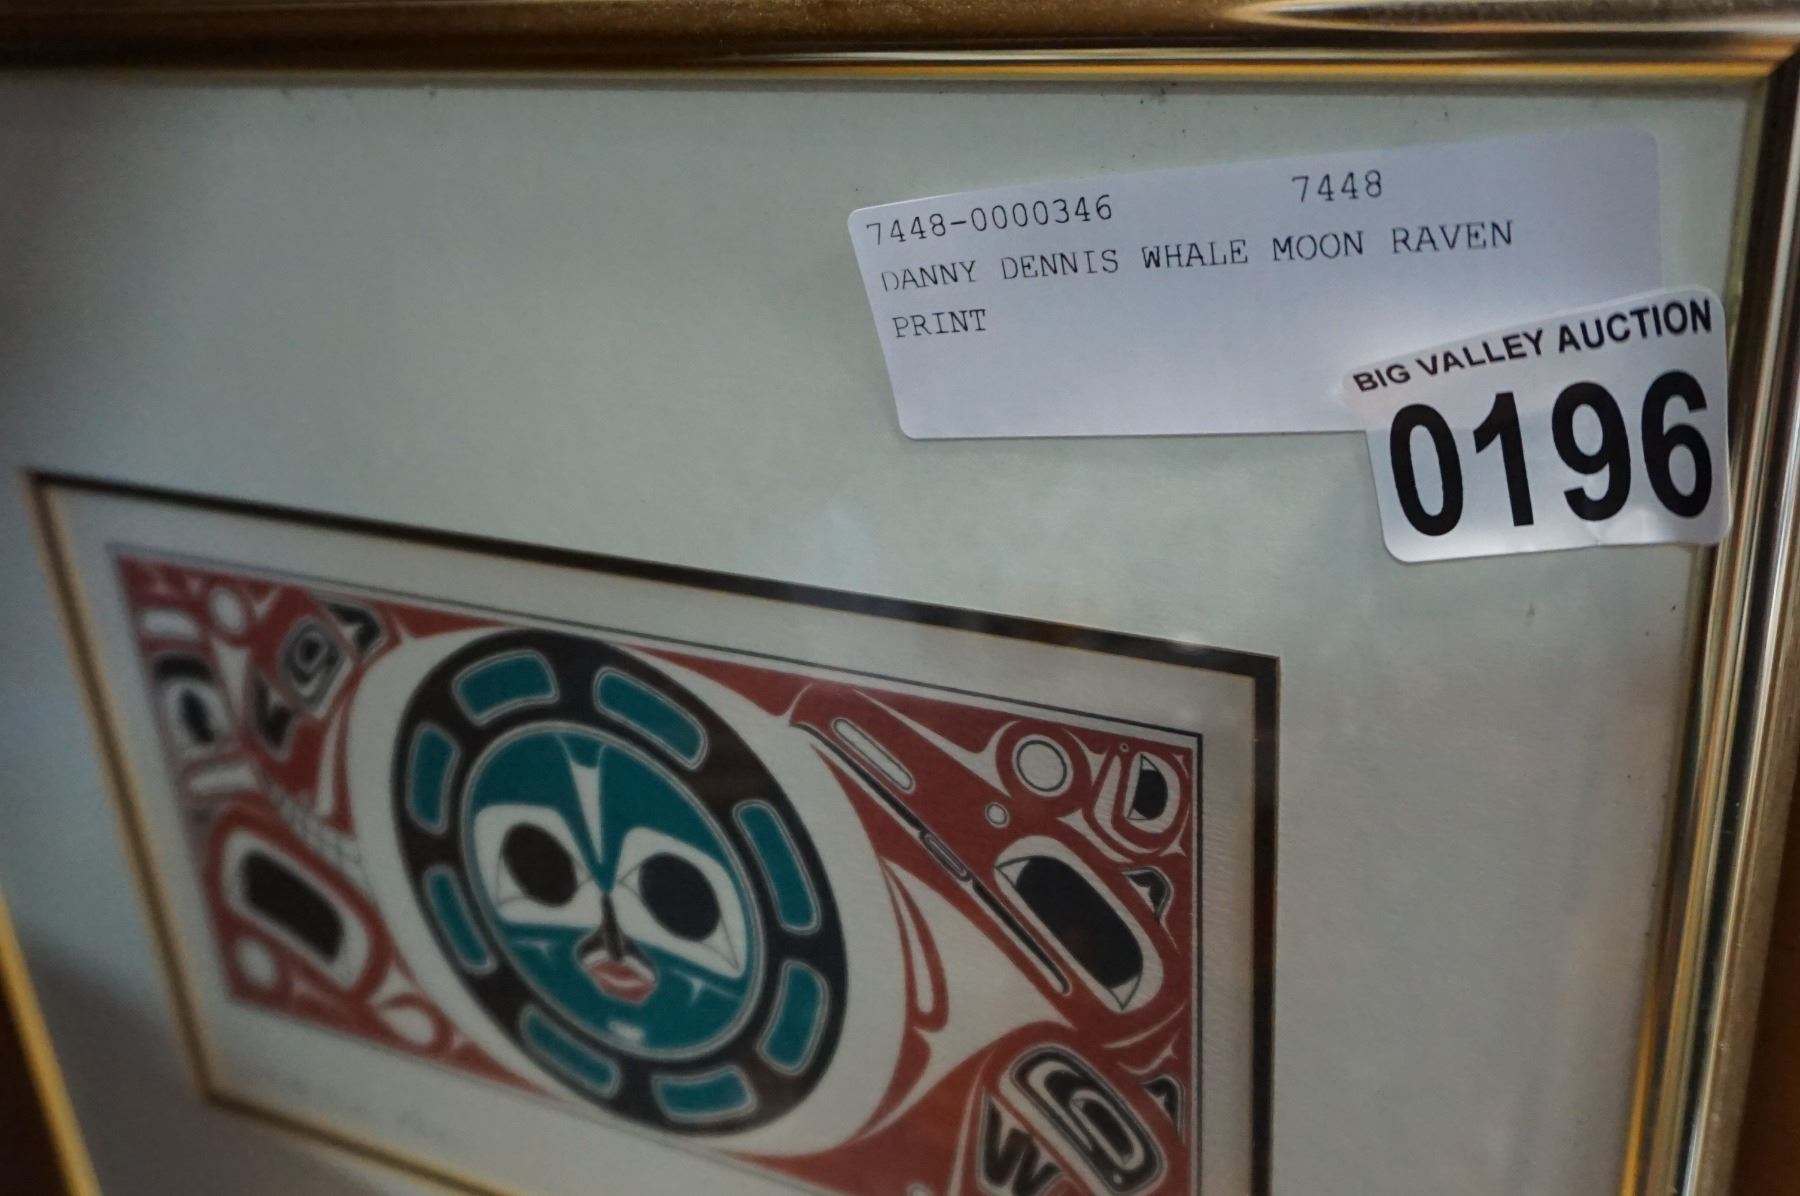 7448-0000346 7448
DANNY DENNIS WHALE MOON RAVEN
PRINT
BIG VALLEY AUCTION
0196